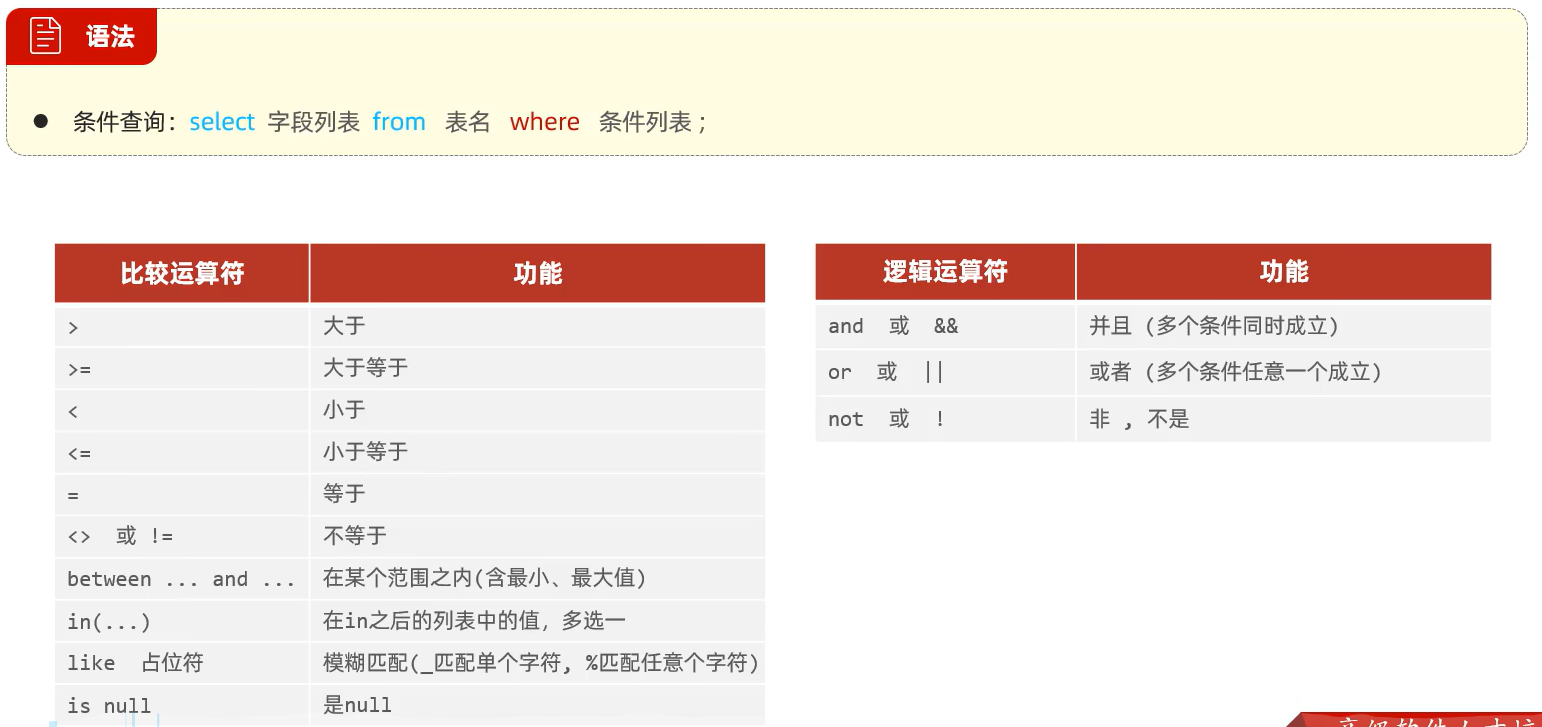 语法
● 条件查询：select 字段列表 from 表名 where 条件列表 ;
比较运算符 功能
> 大于
>= 大于等于
< 小于
<= 小于等于
= 等于
<> 或 != 不等于
between ... and ... 在某个范围之内(含最小、最大值)
in(...) 在in之后的列表中的值，多选一
like 占位符 模糊匹配(_匹配单个字符, %匹配任意个字符)
is null 是null
逻辑运算符 功能
and 或 && 并且 (多个条件同时成立)
or 或 || 或者 (多个条件任意一个成立)
not 或 ! 非 , 不是